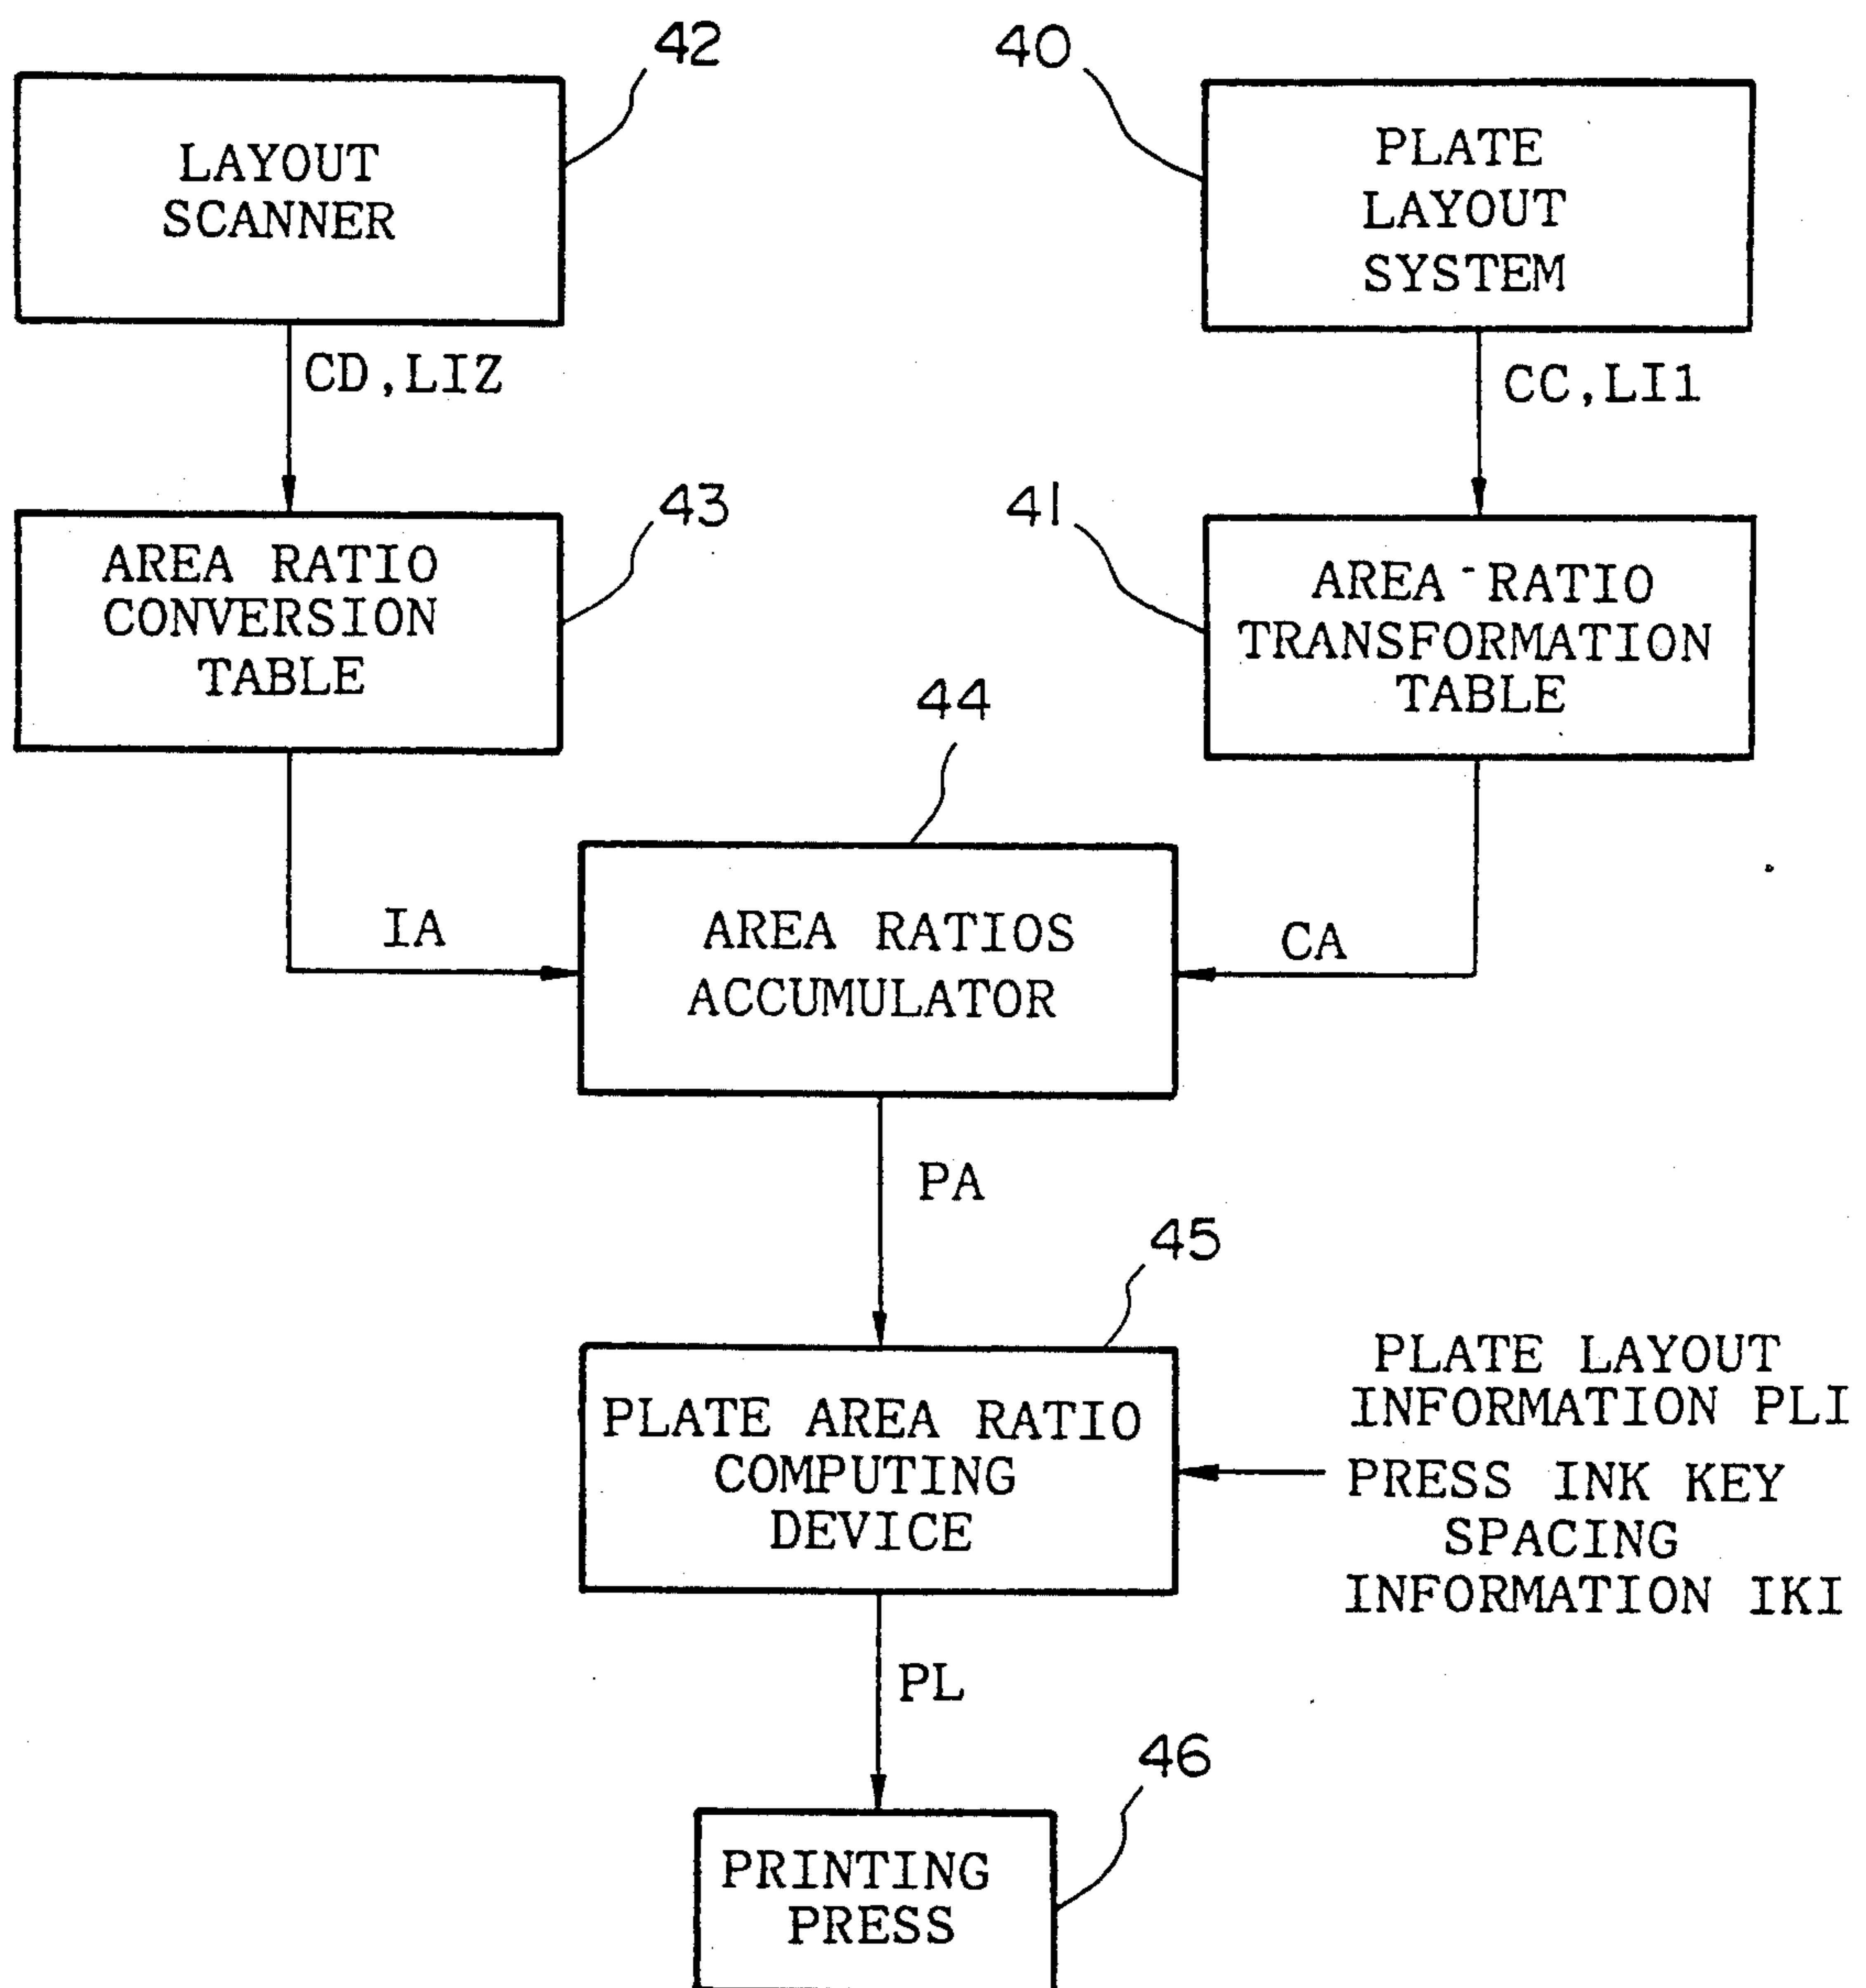 42
40
LAYOUT
SCANNER
PLATE
LAYOUT
SYSTEM
CD,LIZ
CC,LI1
43
41
AREA RATIO
CONVERSION
TABLE
AREA-RATIO
TRANSFORMATION
TABLE
44
IA
AREA RATIOS
ACCUMULATOR
CA
PA
45
PLATE AREA RATIO
COMPUTING
DEVICE
PLATE LAYOUT
INFORMATION PLI
PRESS INK KEY
SPACING
INFORMATION IKI
PL
46
PRINTING
PRESS